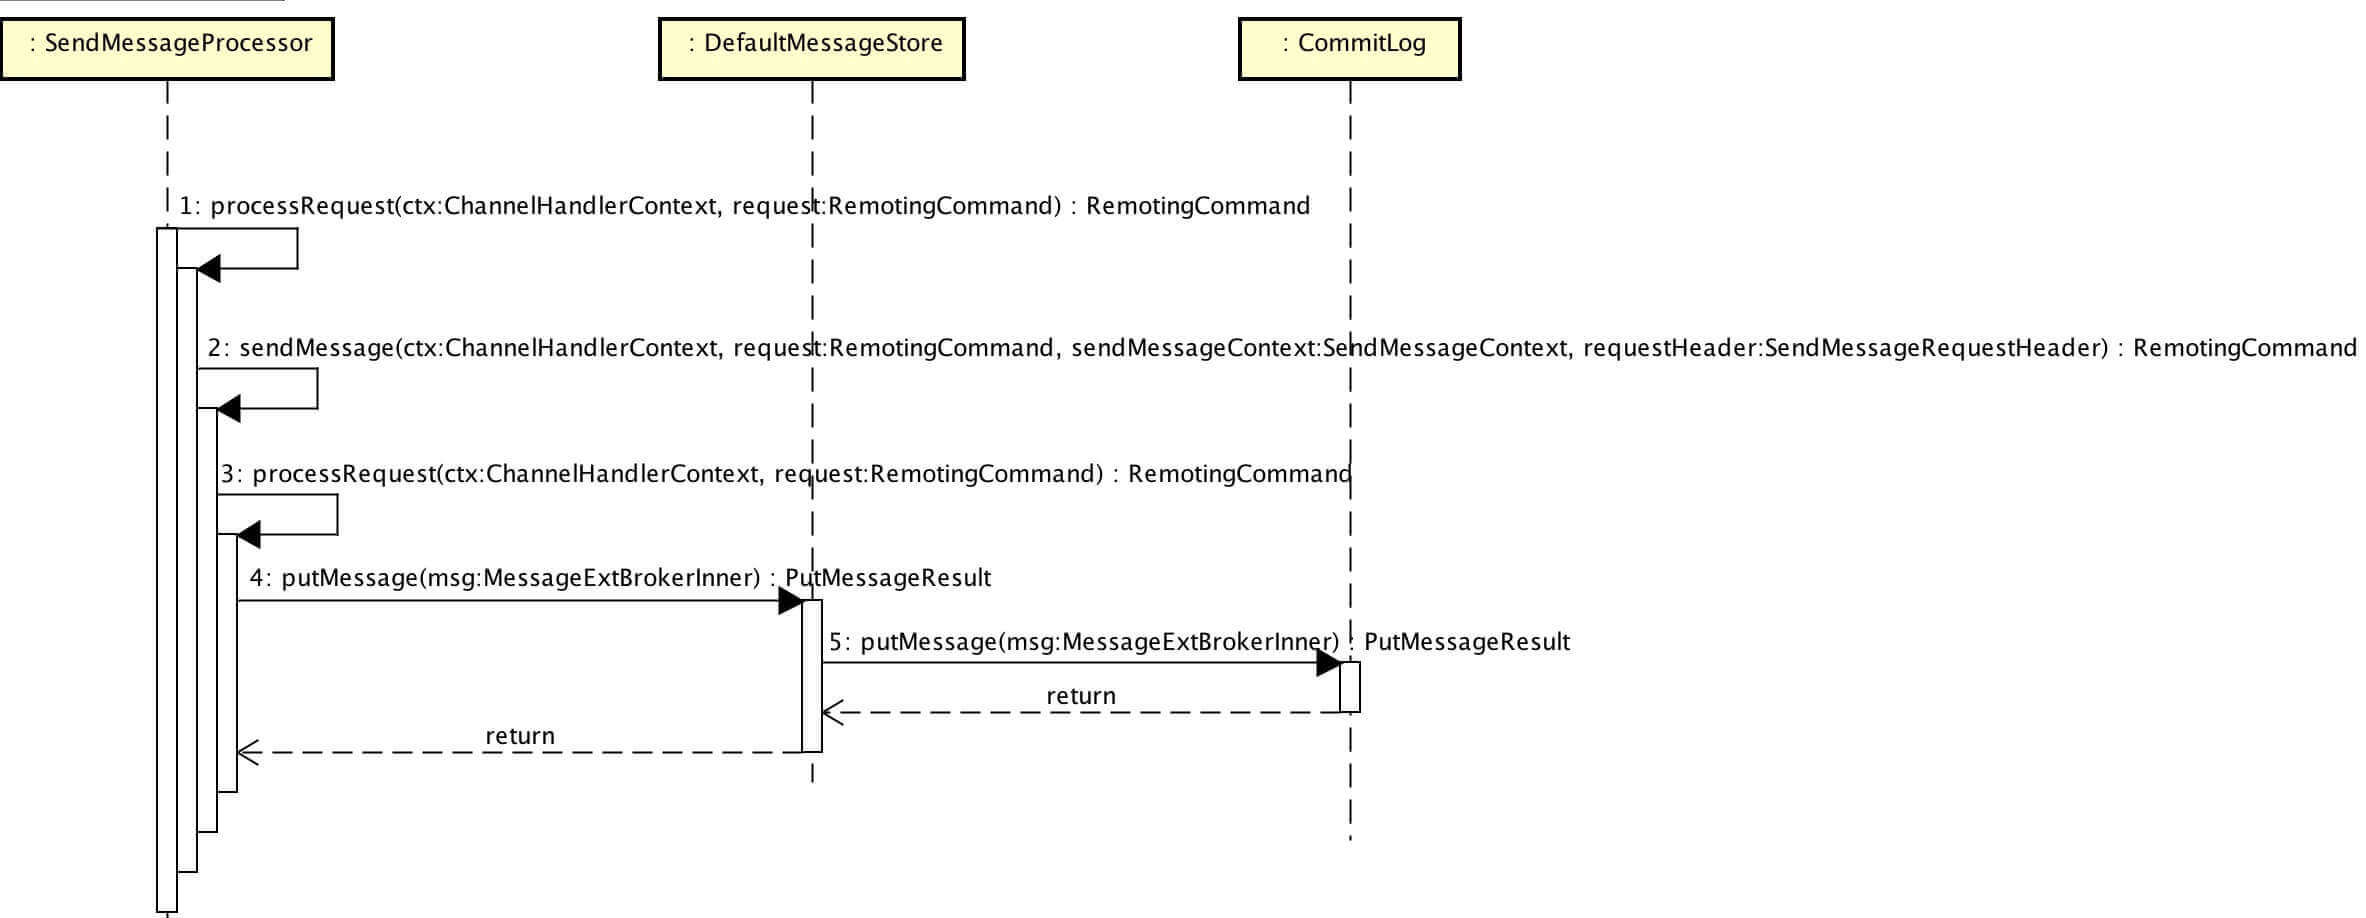 : SendMessageProcessor
: DefaultMessageStore
: CommitLog
1: processRequest(ctx:ChannelHandlerContext, request:RemotingCommand) : RemotingCommand
2: sendMessage(ctx:ChannelHandlerContext, request:RemotingCommand, sendMessageContext:SendMessageContext, requestHeader:SendMessageRequestHeader) : RemotingCommand
3: processRequest(ctx:ChannelHandlerContext, request:RemotingCommand) : RemotingCommand
4: putMessage(msg:MessageExtBrokerInner) : PutMessageResult
5: putMessage(msg:MessageExtBrokerInner) : PutMessageResult
return
return